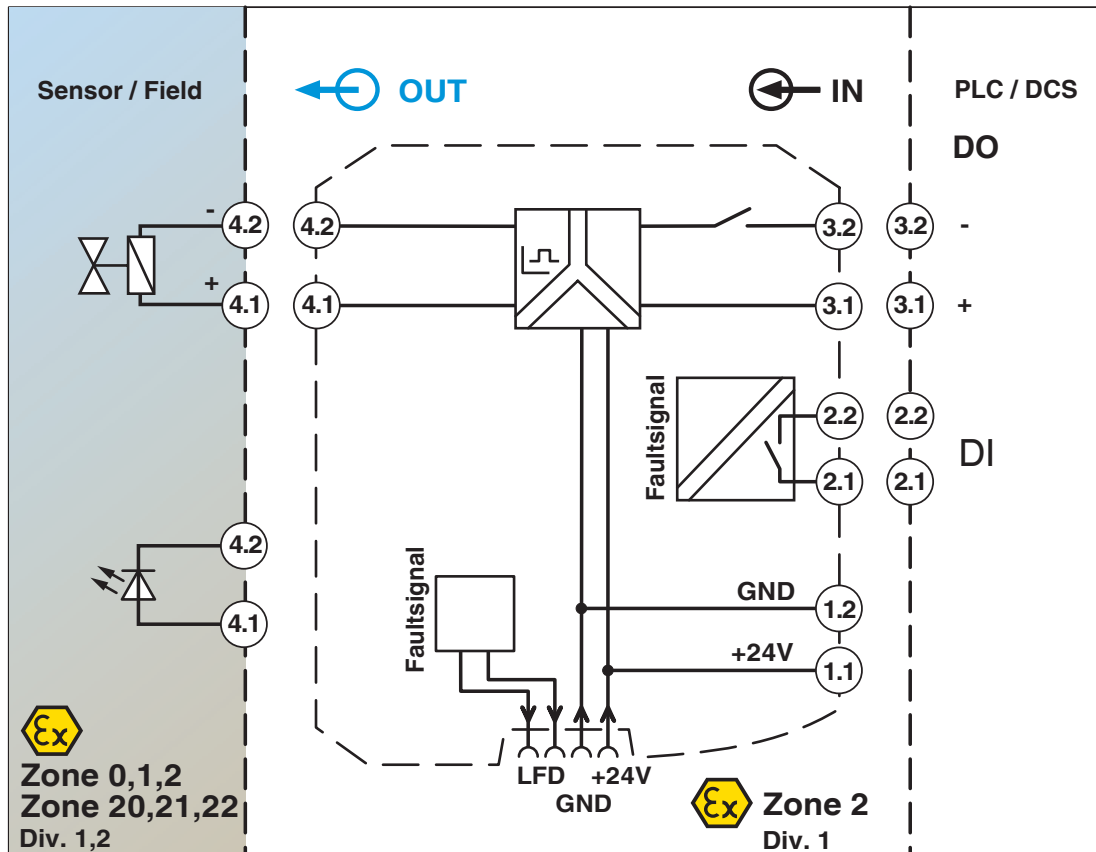 Sensor / Field
OUT
IN
PLC / DCS
DO
-
4.2
4.2
3.2
3.2
-
+
4.1
4.1
3.1
3.1
+
Faultsignal
2.2
2.2
DI
2.1
2.1
4.2
4.1
Faultsignal
GND
1.2
+24V
1.1
LFD
+24V
GND
Ex
Zone 0,1,2
Zone 20,21,22
Div. 1,2
Ex
Zone 2
Div. 1